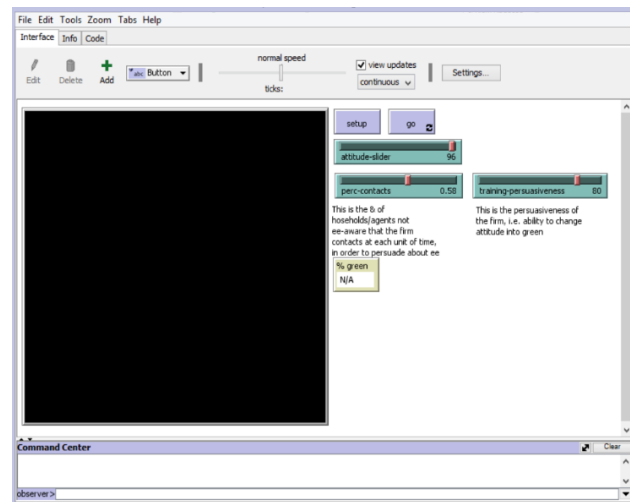 File Edit Tools Zoom Tabs Help
Interface Info Code
normal speed
view updates
Edit Delete Add
abc Button
ticks:
continuous
Settings...
setup go
attitude-slider 96
perc-contacts 0.58
training-persuasiveness 80
This is the & of
hoseholds/agents not
ee-aware that the firm
contacts at each unit of time,
in order to persuade about ee
This is the persuasiveness of
the firm, i.e. ability to change
attitude into green
% green
N/A
Command Center Clear
observer>